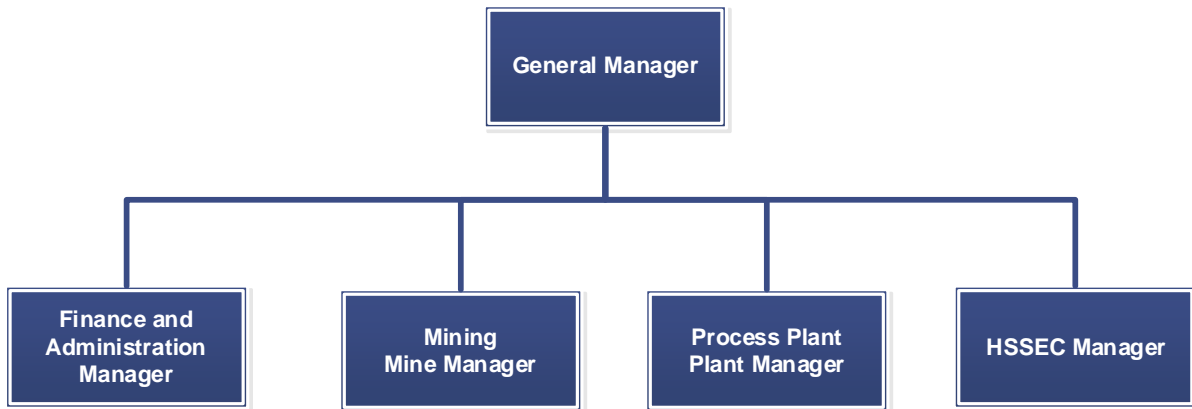 General Manager
Finance and
Administration
Manager
Mining
Mine Manager
Process Plant
Plant Manager
HSSEC Manager